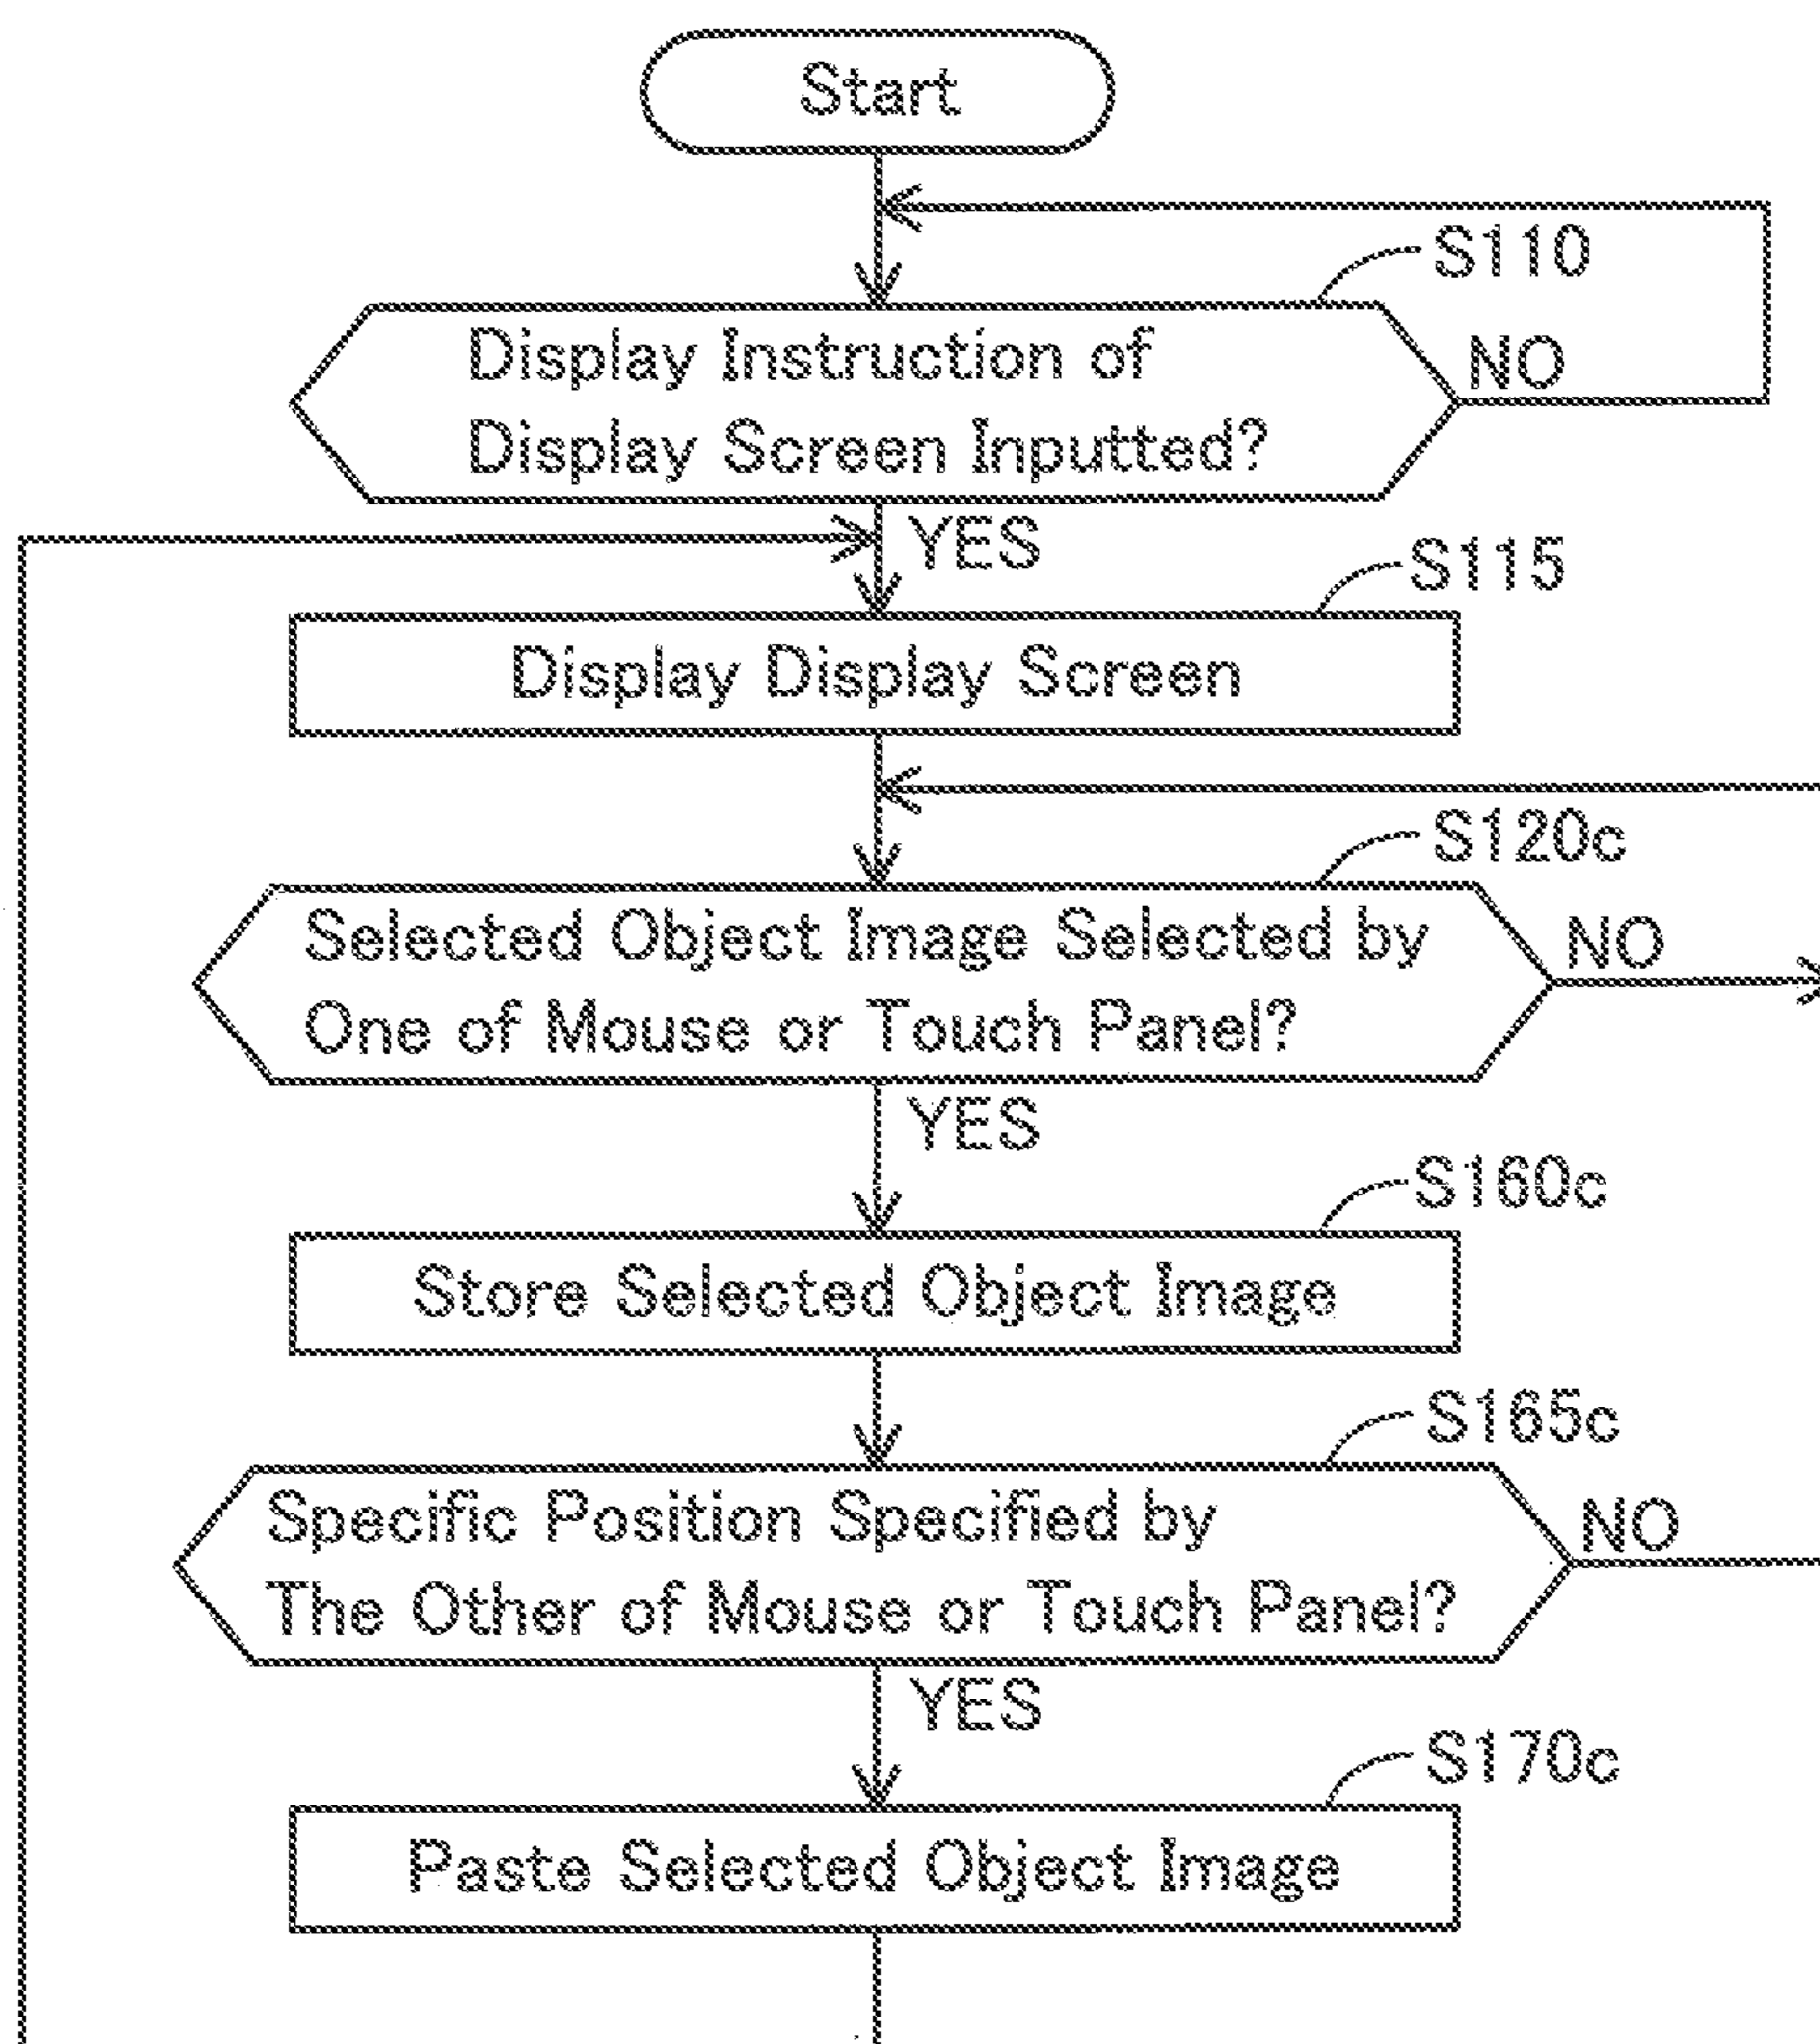 Start
S110
Display Instruction of
Display Screen Inputted?
NO
YES
S115
Display Display Screen
S120c
Selected Object Image Selected by
One of Mouse or Touch Panel?
NO
YES
S160c
Store Selected Object Image
S165c
Specific Position Specified by
The Other of Mouse or Touch Panel?
NO
YES
S170c
Paste Selected Object Image